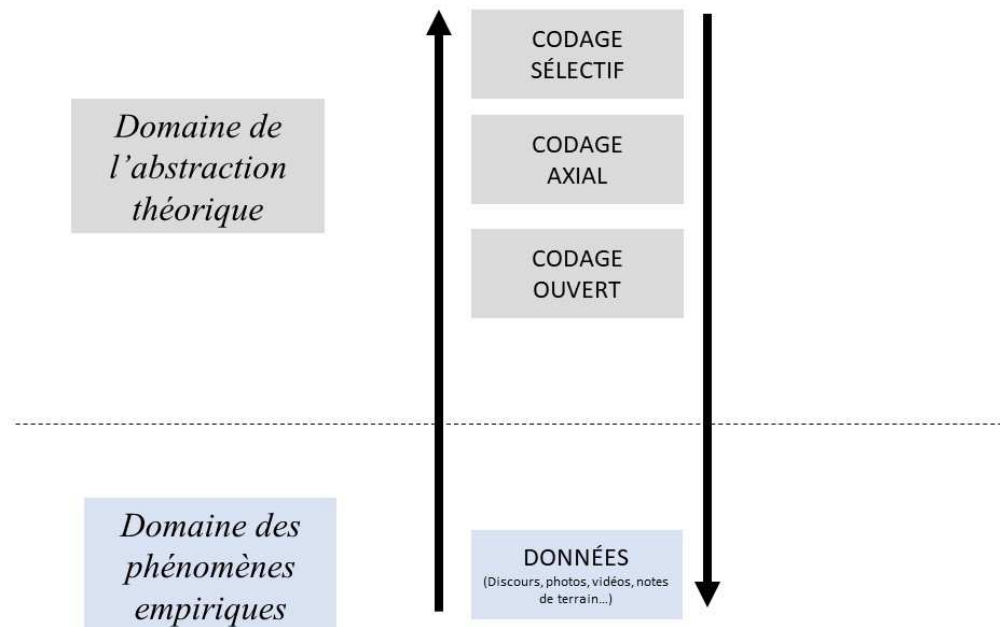 CODAGE
SÉLECTIF
Domaine de
l’abstraction
théorique
CODAGE
AXIAL
CODAGE
OUVERT
Domaine des
phénomènes
empiriques
DONNÉES
(Discours, photos, vidéos, notes
de terrain...)